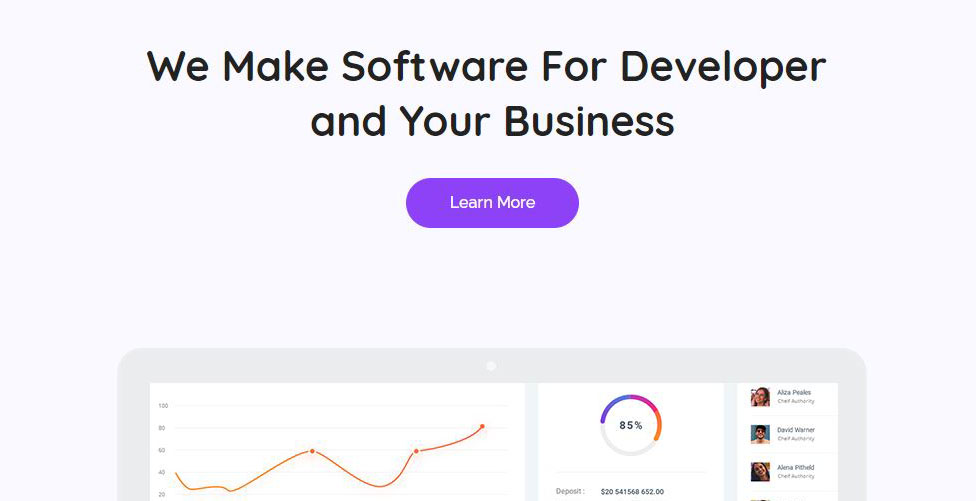 We Make Software For Developer
and Your Business
Learn More
100
80
60
40
20
85%
Deposit :
$20 541568 652.00
Aliza Peales
Cheif Authority
David Warner
Cheif Authority
Alena Pitheld
Cheif Authority